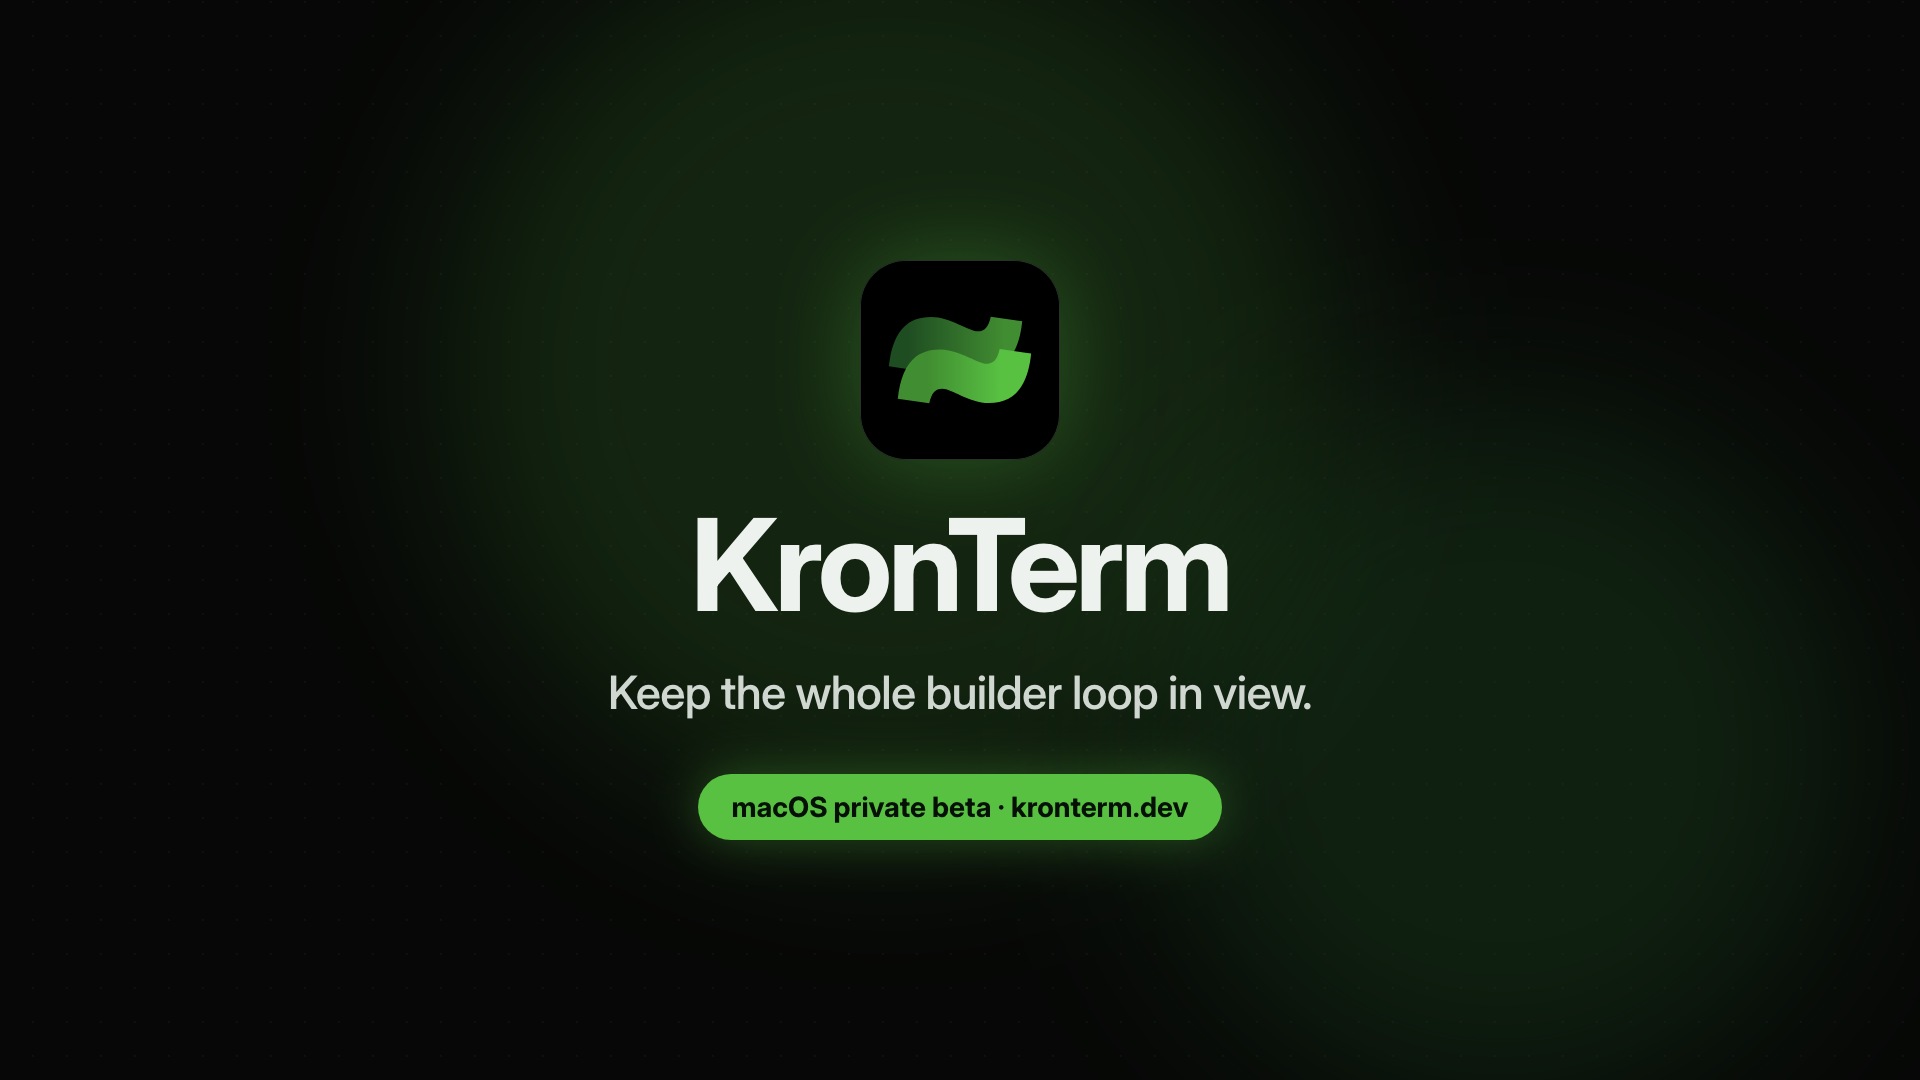 KronTerm
Keep the whole builder loop in view.
macOS private beta · kronterm.dev